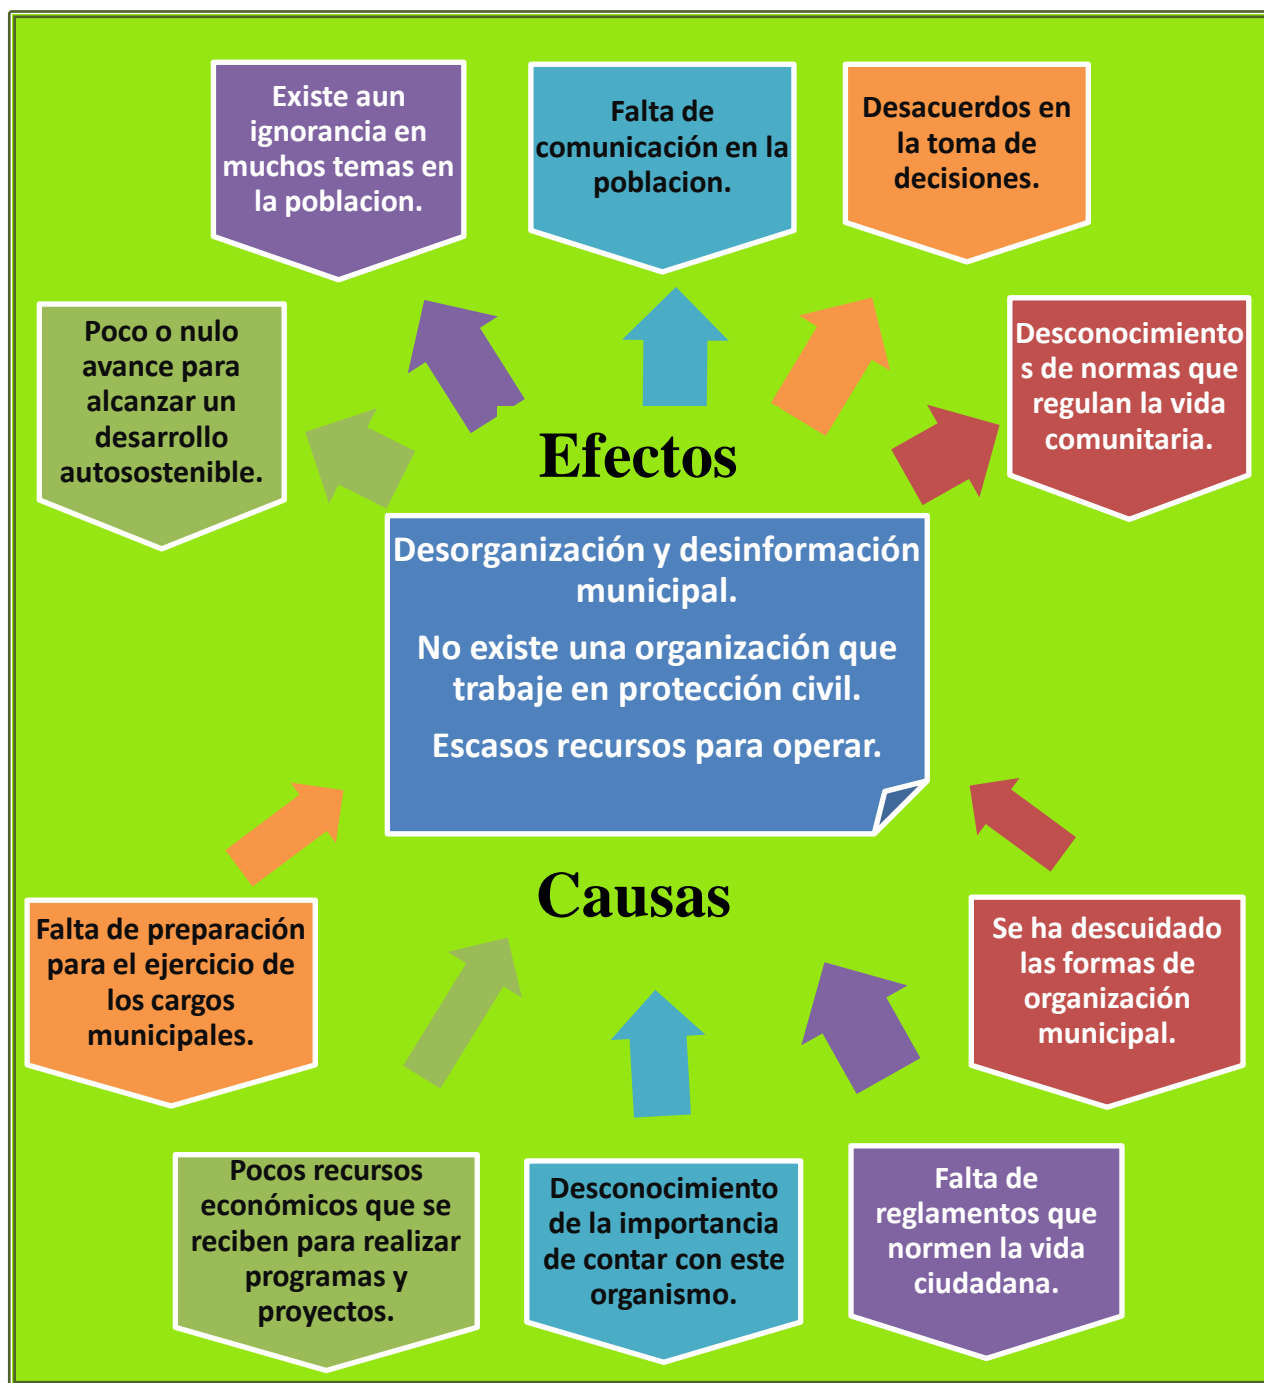 Existe aun
ignorancia en
muchos temas en
la poblacion.
Falta de
comunicación en la
poblacion.
Desacuerdos en
la toma de
decisiones.
Poco o nulo
avance para
alcanzar un
desarrollo
autosostenible.
Desconocimiento
s de normas que
regulan la vida
comunitaria.
Efectos
Desorganización y desinformación
municipal.
No existe una organización que
trabaje en protección civil.
Escasos recursos para operar.
Causas
Falta de preparación
para el ejercicio de
los cargos
municipales.
Se ha descuidado
las formas de
organización
municipal.
Pocos recursos
económicos que se
reciben para realizar
programas y
proyectos.
Desconocimiento
de la importancia
de contar con este
organismo.
Falta de
reglamentos que
normen la vida
ciudadana.